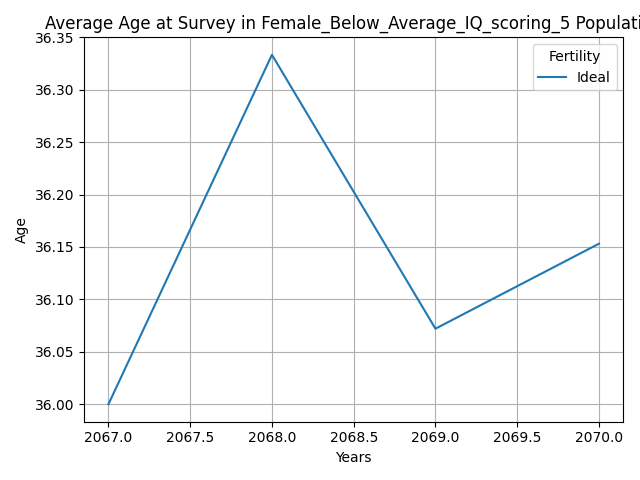 Average Age at Survey in Female_Below_Average_IQ_scoring_5 Populati
Fertility
Ideal
36.35
36.30
36.25
36.20
36.15
36.10
36.05
36.00
Age
2067.0 2067.5 2068.0 2068.5 2069.0 2069.5 2070.0
Years